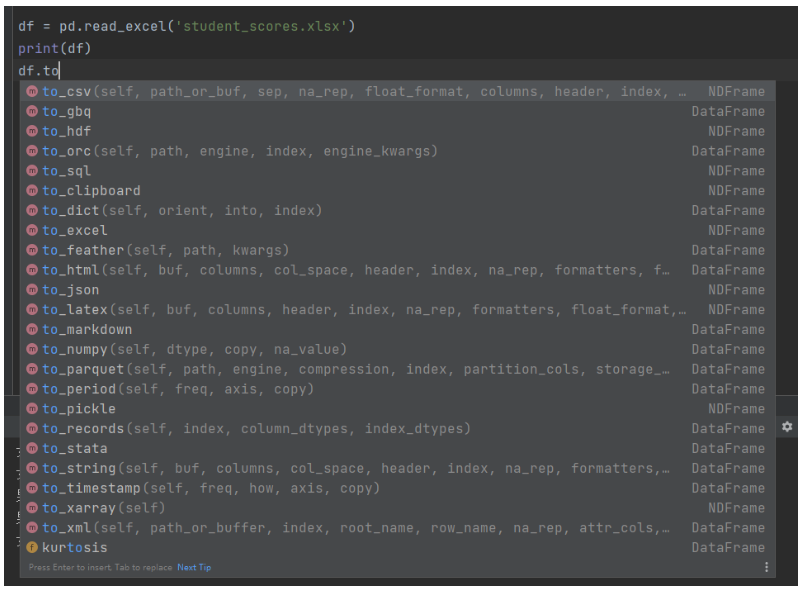 df = pd.read_excel('student_scores.xlsx')
print(df)
df.to
m to_csv(self, path_or_buf, sep, na_rep, float_format, columns, header, index, … NDFrame
m to_gbq DataFrame
m to_hdf NDFrame
m to_orc(self, path, engine, index, engine_kwargs) DataFrame
m to_sql NDFrame
m to_clipboard NDFrame
m to_dict(self, orient, into, index) DataFrame
m to_excel NDFrame
m to_feather(self, path, kwargs) DataFrame
m to_html(self, buf, columns, col_space, header, index, na_rep, formatters, f… DataFrame
m to_json NDFrame
m to_latex(self, buf, columns, header, index, na_rep, formatters, float_format,… NDFrame
m to_markdown DataFrame
m to_numpy(self, dtype, copy, na_value) DataFrame
m to_parquet(self, path, engine, compression, index, partition_cols, storage_… DataFrame
m to_period(self, freq, axis, copy) DataFrame
m to_pickle NDFrame
m to_records(self, index, column_dtypes, index_dtypes) DataFrame
m to_stata DataFrame
m to_string(self, buf, columns, col_space, header, index, na_rep, formatters,… DataFrame
m to_timestamp(self, freq, how, axis, copy) DataFrame
m to_xarray(self) NDFrame
m to_xml(self, path_or_buffer, index, root_name, row_name, na_rep, attr_cols,… DataFrame
f kurtosis DataFrame
Press Enter to insert, Tab to replace Next Tip